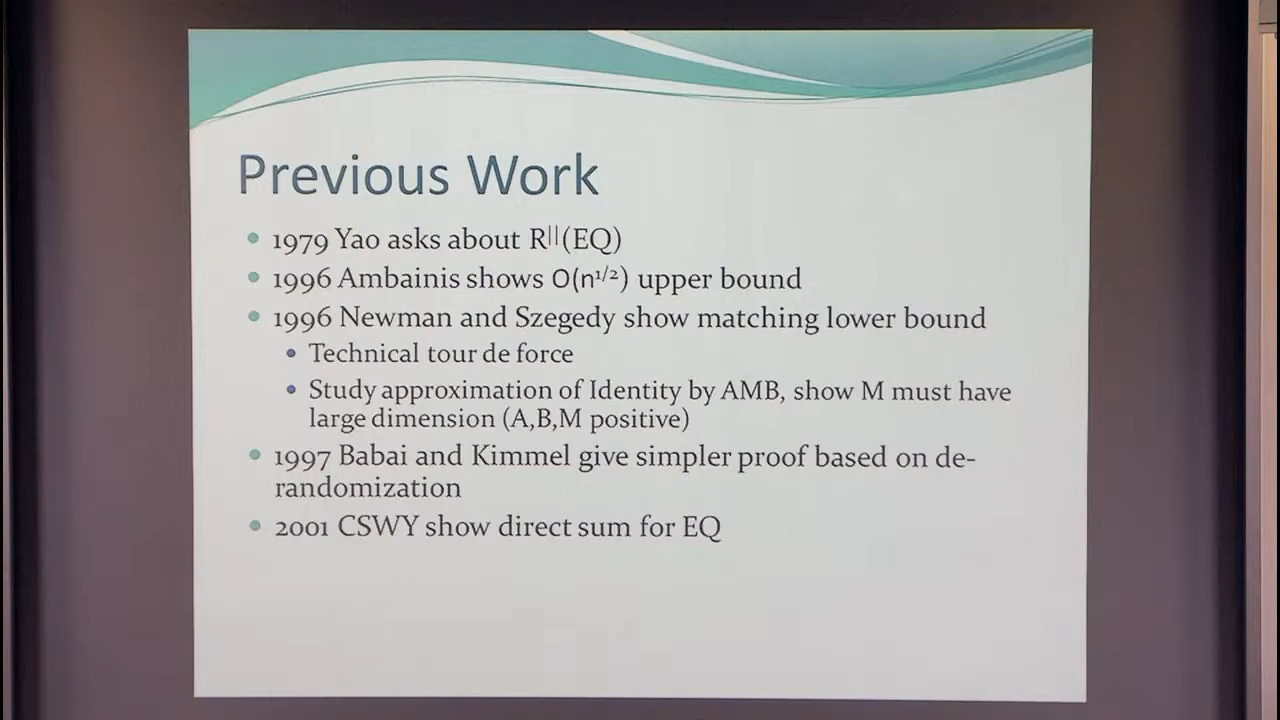 Previous Work
1979 Yao asks about R||(EQ)
1996 Ambainis shows O(n^1/2) upper bound
1996 Newman and Szegedy show matching lower bound
Technical tour de force
Study approximation of Identity by AMB, show M must have
large dimension (A,B,M positive)
1997 Babai and Kimmel give simpler proof based on de-
randomization
2001 CSWY show direct sum for EQ